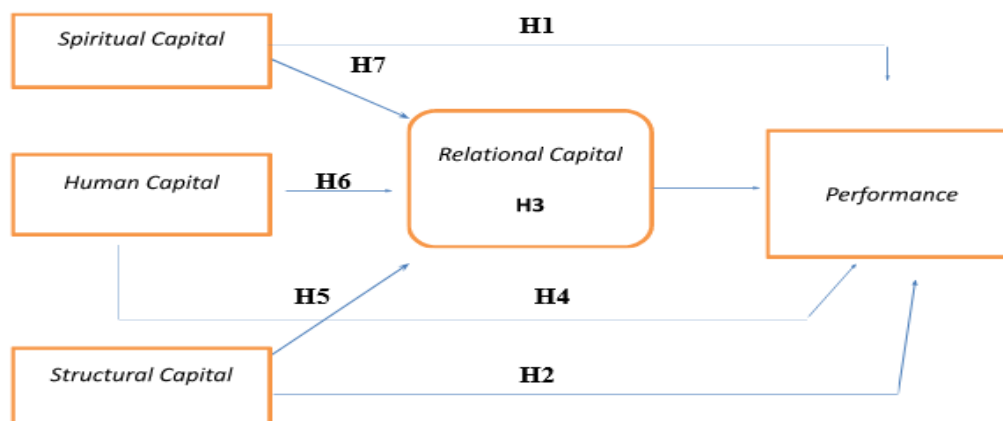 H1
Spiritual Capital
H7
Relational Capital
Human Capital
H6
Performance
H3
H5
H4
Structural Capital
H2